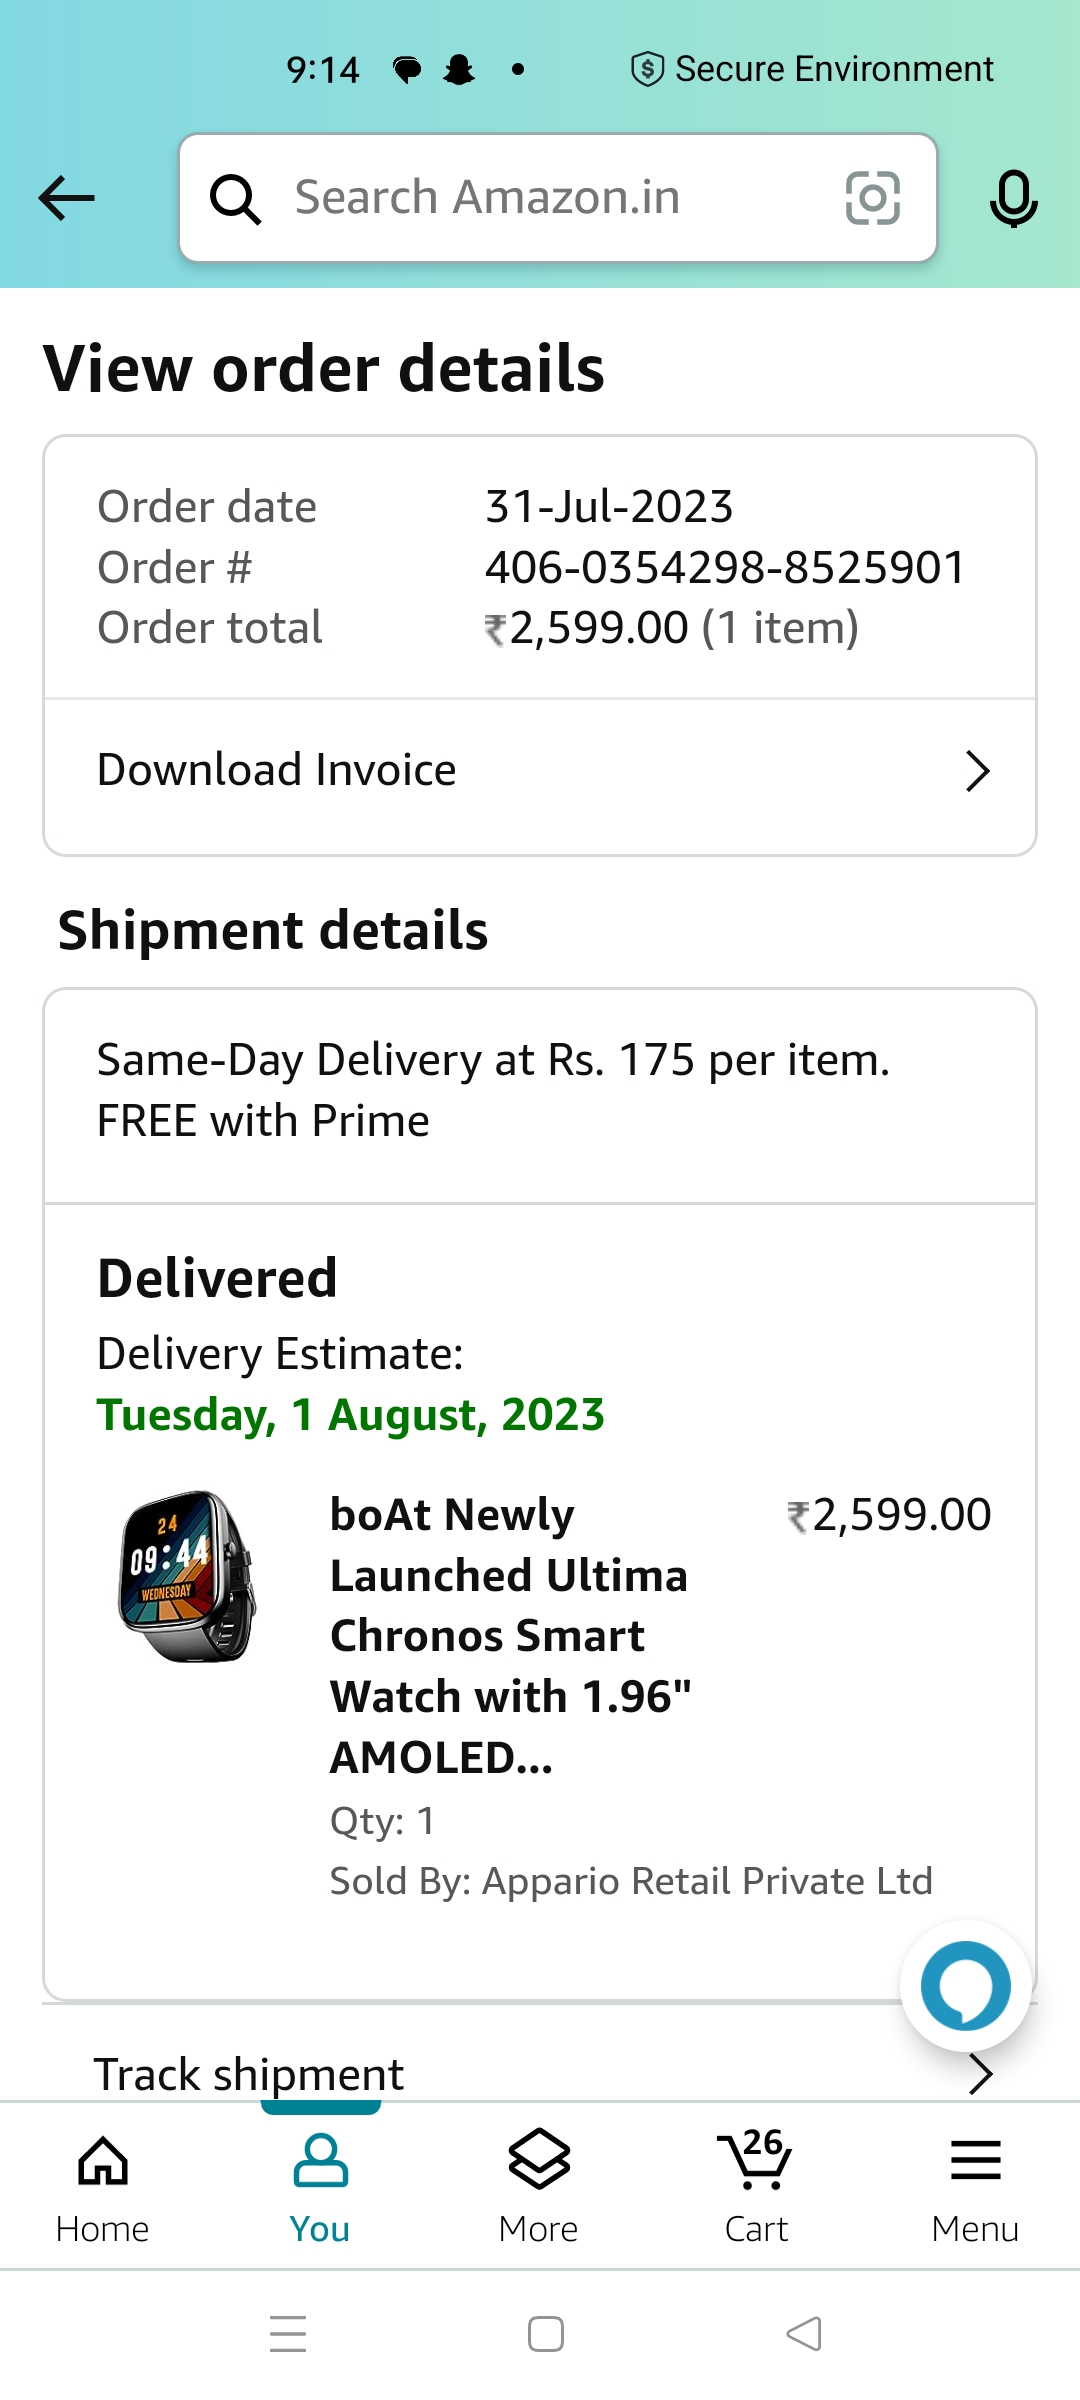 9:14 Secure Environment
Search Amazon.in
View order details
Order date 31-Jul-2023
Order # 406-0354298-8525901
Order total ₹2,599.00 (1 item)
Download Invoice
Shipment details
Same-Day Delivery at Rs. 175 per item.
FREE with Prime
Delivered
Delivery Estimate:
Tuesday, 1 August, 2023
24
09:44
WEDNESDAY
boAt Newly ₹2,599.00
Launched Ultima
Chronos Smart
Watch with 1.96"
AMOLED...
Qty: 1
Sold By: Appario Retail Private Ltd
Track shipment
26
Home You More Cart Menu